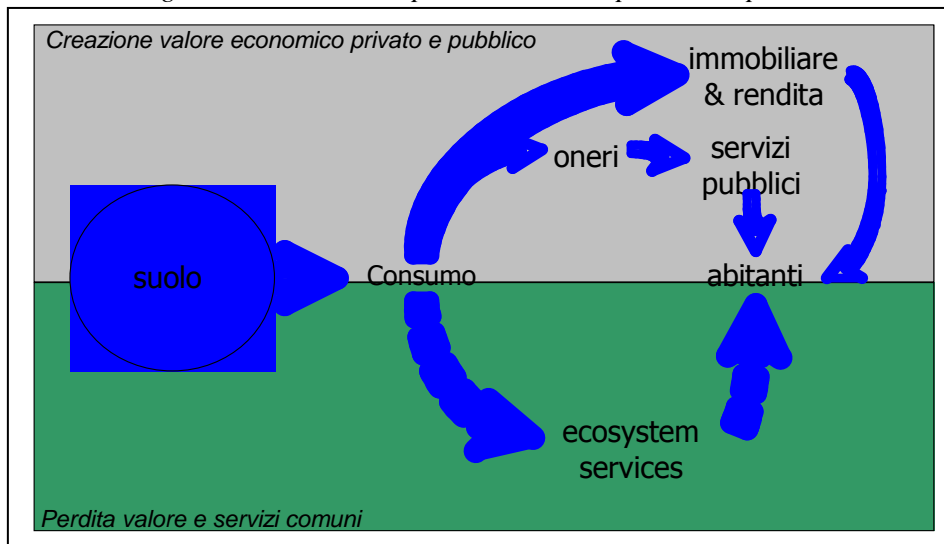 Creazione valore economico privato e pubblico
immobiliare
& rendita
oneri
servizi
pubblici
suolo
Consumo
abitanti
ecosystem
services
Perdita valore e servizi comuni